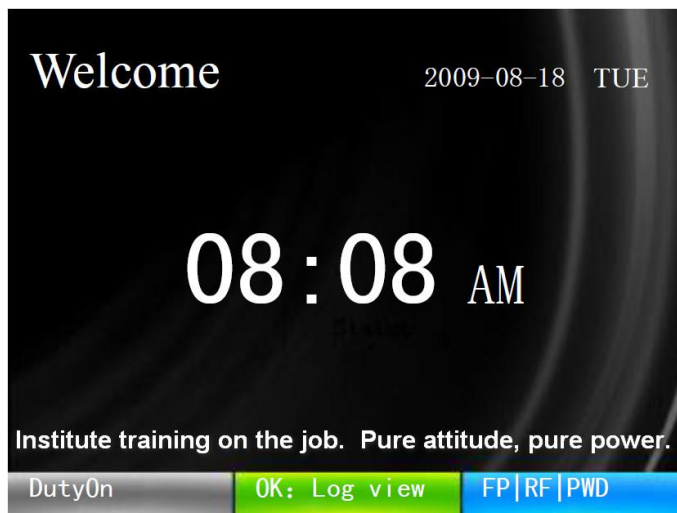 Welcome
2009-08-18 TUE
08:08 AM
Institute training on the job. Pure attitude, pure power.
DutyOn
OK: Log view
FP|RF|PWD